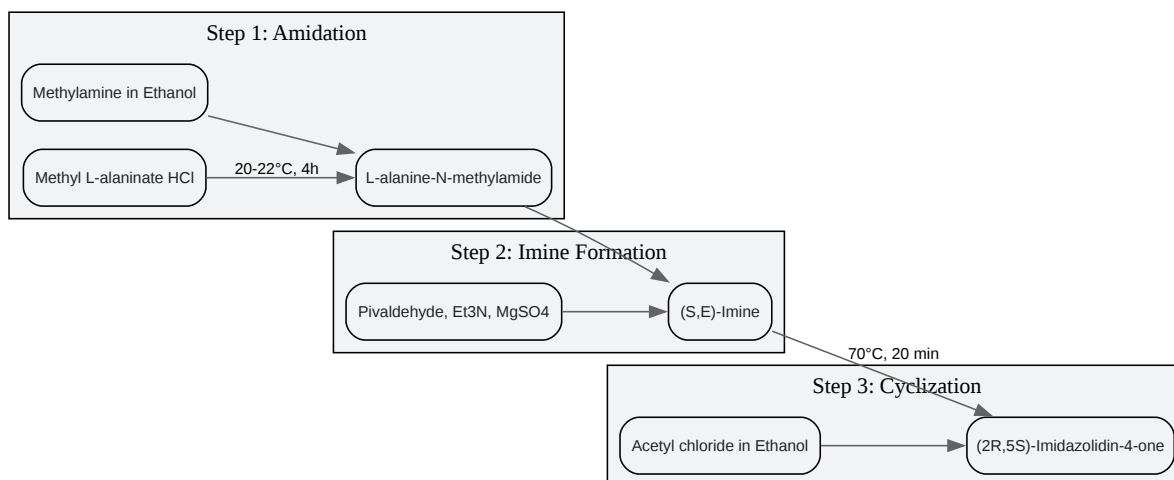 Step 1: Amidation
Methylamine in Ethanol
Methyl L-alaninate HCl
20-22°C, 4h
L-alanine-N-methylamide
Step 2: Imine Formation
Pivaldehyde, Et3N, MgSO4
(S,E)-Imine
70°C, 20 min
Step 3: Cyclization
Acetyl chloride in Ethanol
(2R,5S)-Imidazolidin-4-one